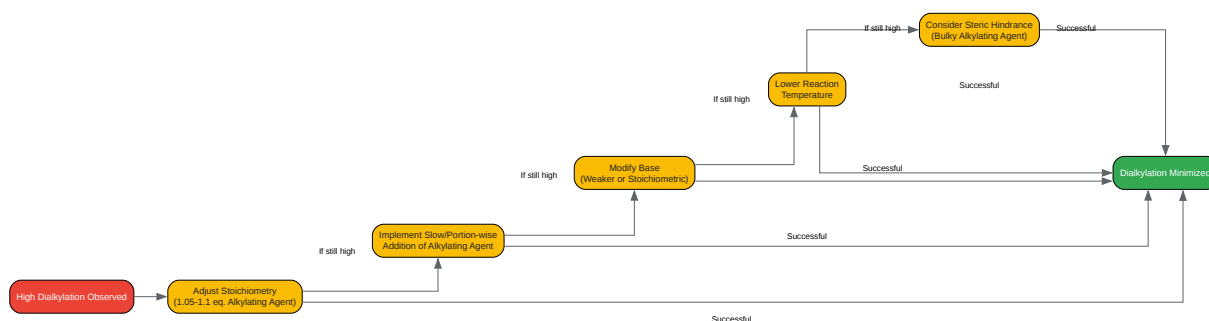 If still high
Consider Steric Hindrance
(Bulky Alkylating Agent)
Successful
Lower Reaction
Temperature
Successful
If still high
Modify Base
(Weaker or Stoichiometric)
If still high
Successful
Dialkylation Minimized
Implement Slow/Portion-wise
Addition of Alkylating Agent
Successful
If still high
High Dialkylation Observed
Adjust Stoichiometry
(1.05-1.1 eq. Alkylating Agent)
Successful